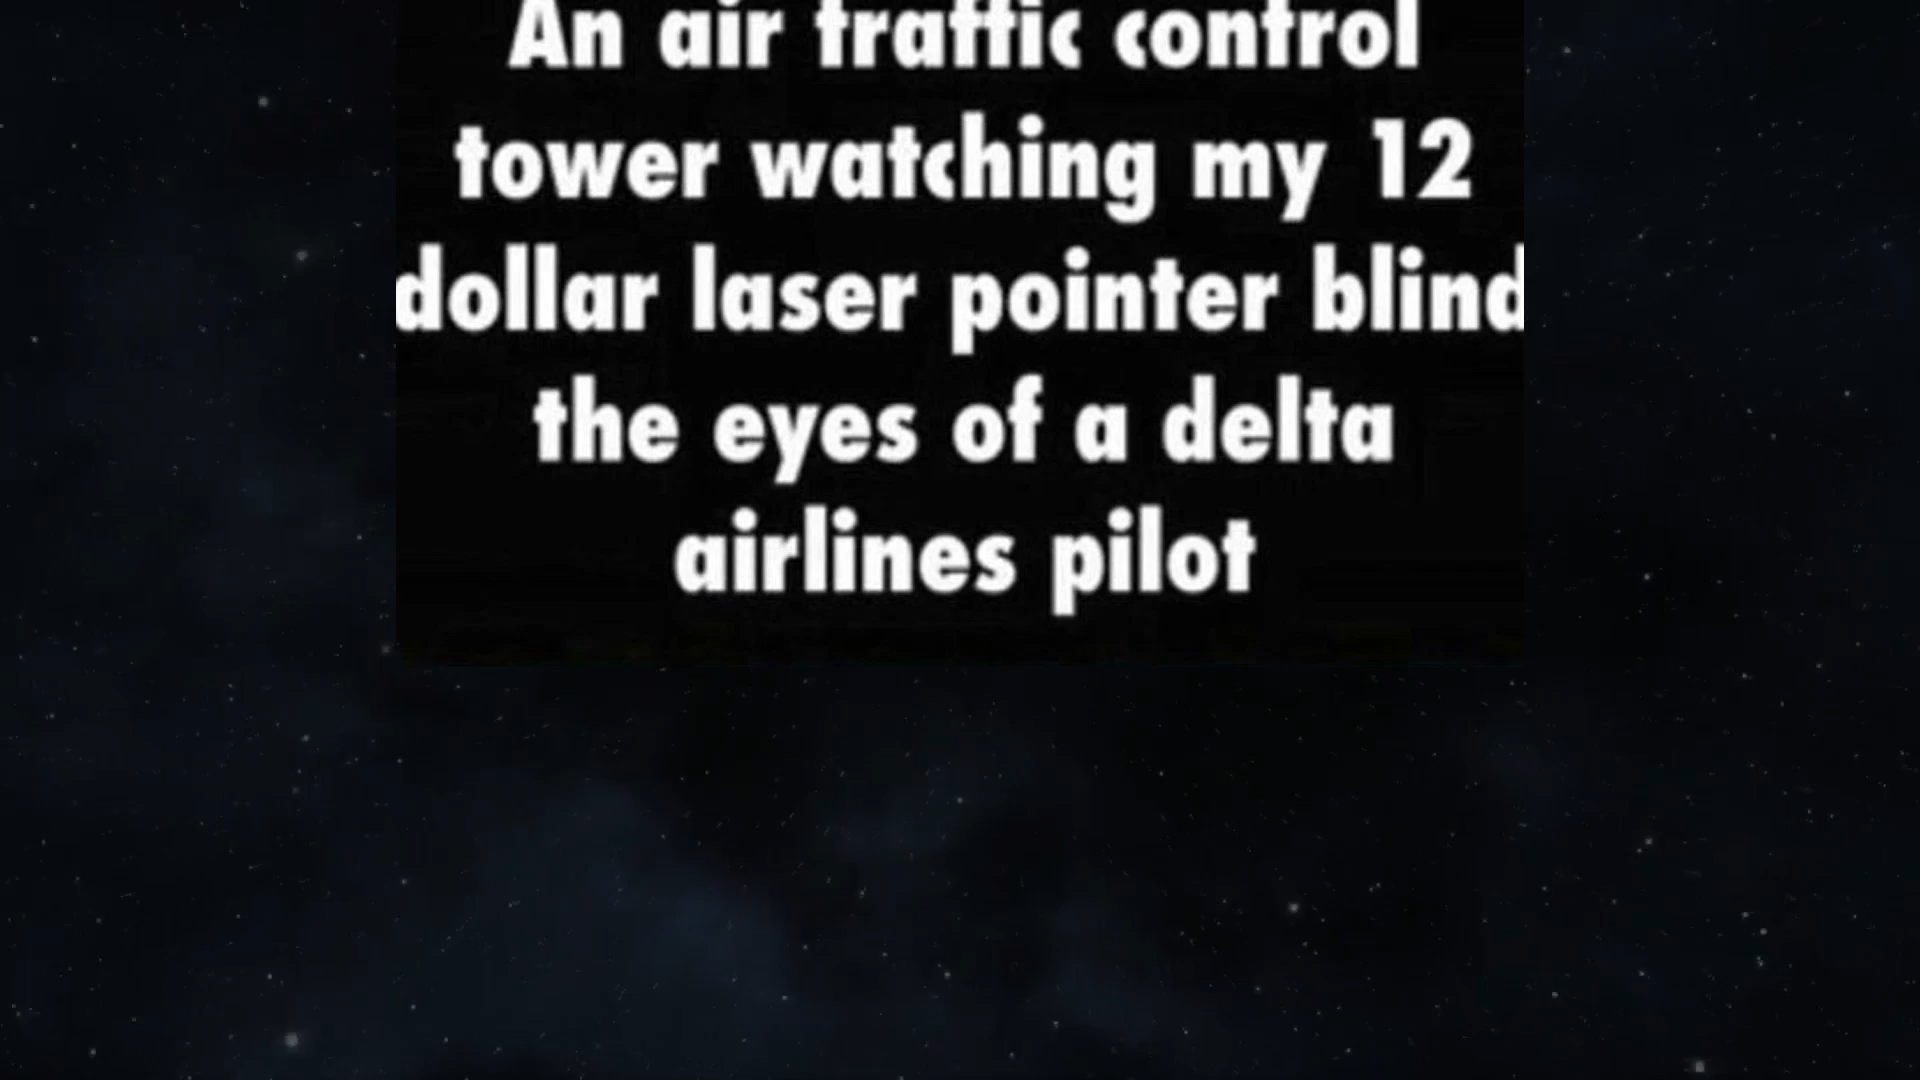 An air traffic control
tower watching my 12
dollar laser pointer blind
the eyes of a delta
airlines pilot